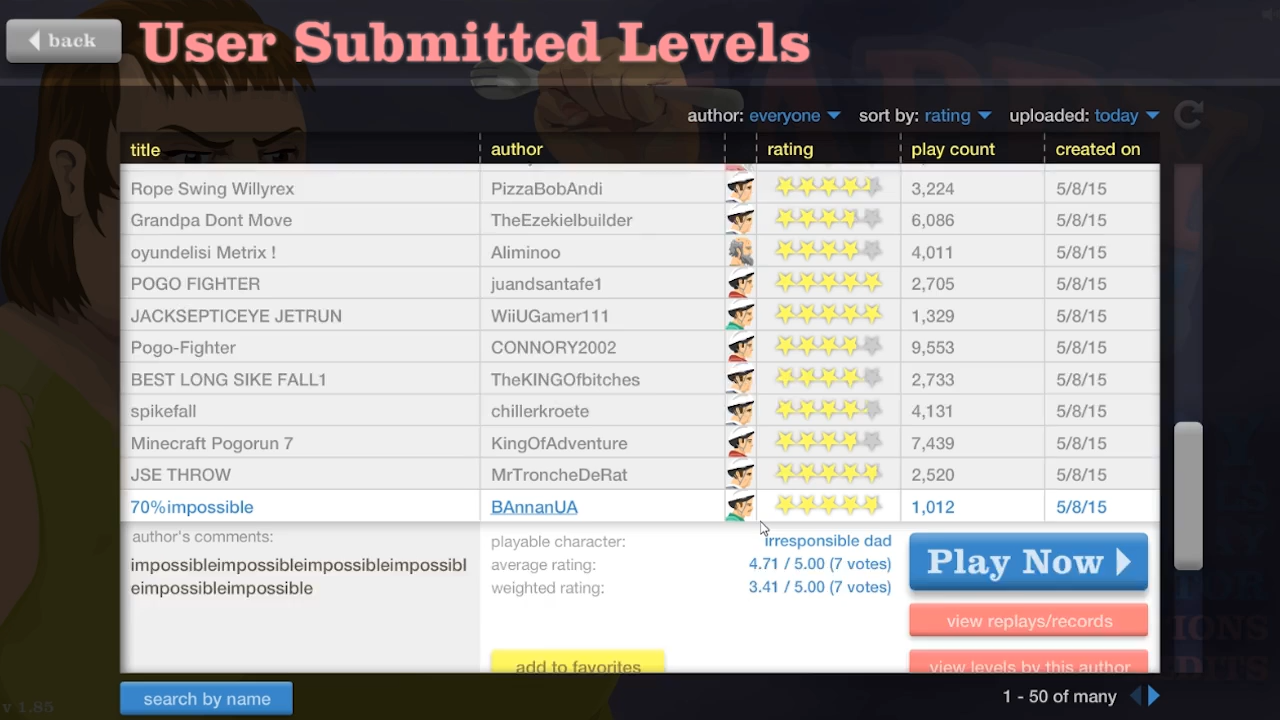 back
User Submitted Levels
author: everyone sort by: rating uploaded: today
title author rating play count created on
Rope Swing Willyrex PizzaBobAndi 3,224 5/8/15
Grandpa Dont Move TheEzekielbuilder 6,086 5/8/15
oyundelisi Metrix ! Aliminoo 4,011 5/8/15
POGO FIGHTER juandsantafe1 2,705 5/8/15
JACKSEPTICEYE JETRUN WiiUGamer111 1,329 5/8/15
Pogo-Fighter CONNORY2002 9,553 5/8/15
BEST LONG SIKE FALL1 TheKINGOfbitches 2,733 5/8/15
spikefall chillerkroete 4,131 5/8/15
Minecraft Pogorun 7 KingOfAdventure 7,439 5/8/15
JSE THROW MrTroncheDeRat 2,520 5/8/15
70%impossible BAnnanUA 1,012 5/8/15
author's comments: playable character: irresponsible dad
impossibleimpossibleimpossibleimpossibl average rating: 4.71 / 5.00 (7 votes) Play Now
eimpossibleimpossible weighted rating: 3.41 / 5.00 (7 votes)
view replays/records
add to favorites view levels by this author
search by name 1 - 50 of many
v 1.85